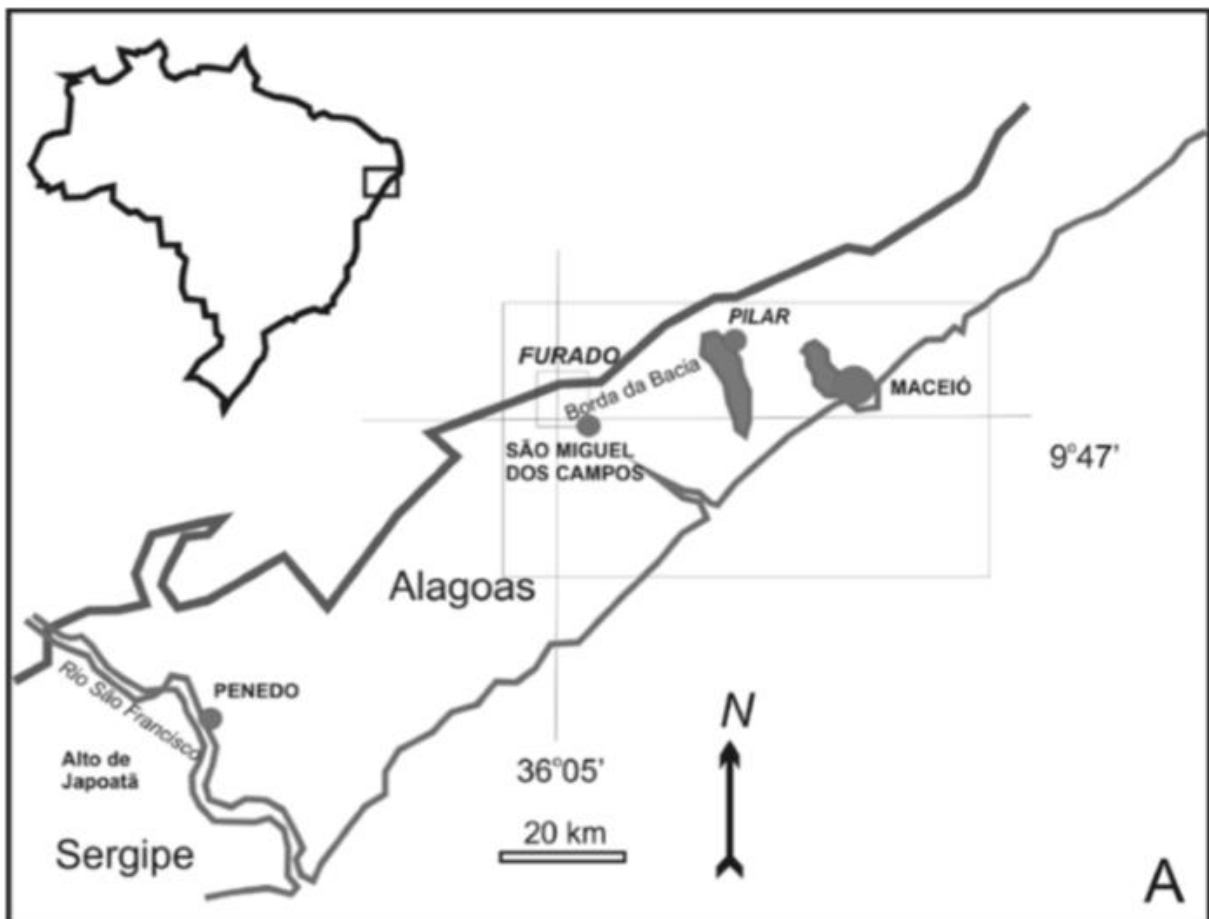 PILAR
FURADO
Borda da Bacia
MACEIÓ
SÃO MIGUEL
DOS CAMPOS
9°47'
Alagoas
Rio São Francisco
PENEDO
N
Alto de
Japoatã
36°05'
20 km
Sergipe
A